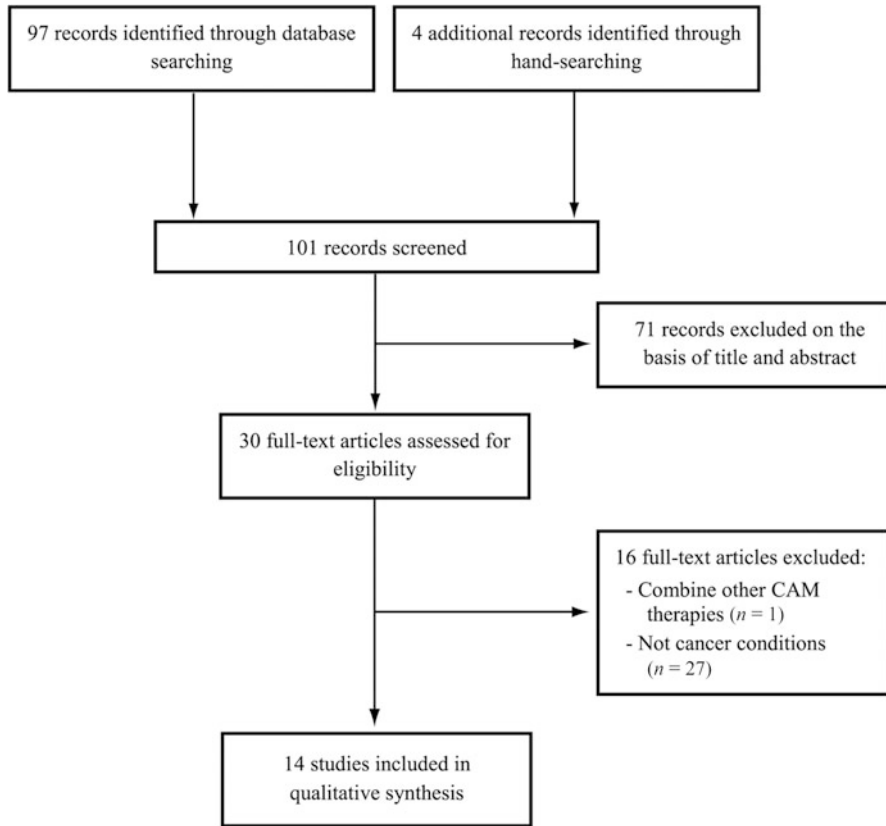 97 records identified through database
searching
4 additional records identified through
hand-searching
101 records screened
71 records excluded on the
basis of title and abstract
30 full-text articles assessed for
eligibility
16 full-text articles excluded:
- Combine other CAM
therapies (n = 1)
- Not cancer conditions
(n = 27)
14 studies included in
qualitative synthesis